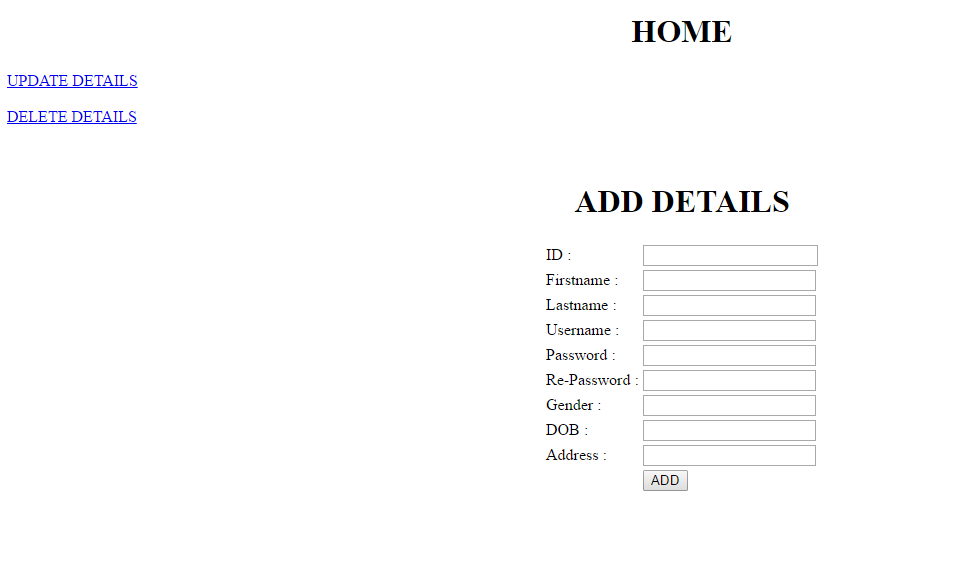 HOME
UPDATE DETAILS
DELETE DETAILS
ADD DETAILS
ID :
Firstname :
Lastname :
Username :
Password :
Re-Password :
Gender :
DOB :
Address :
ADD